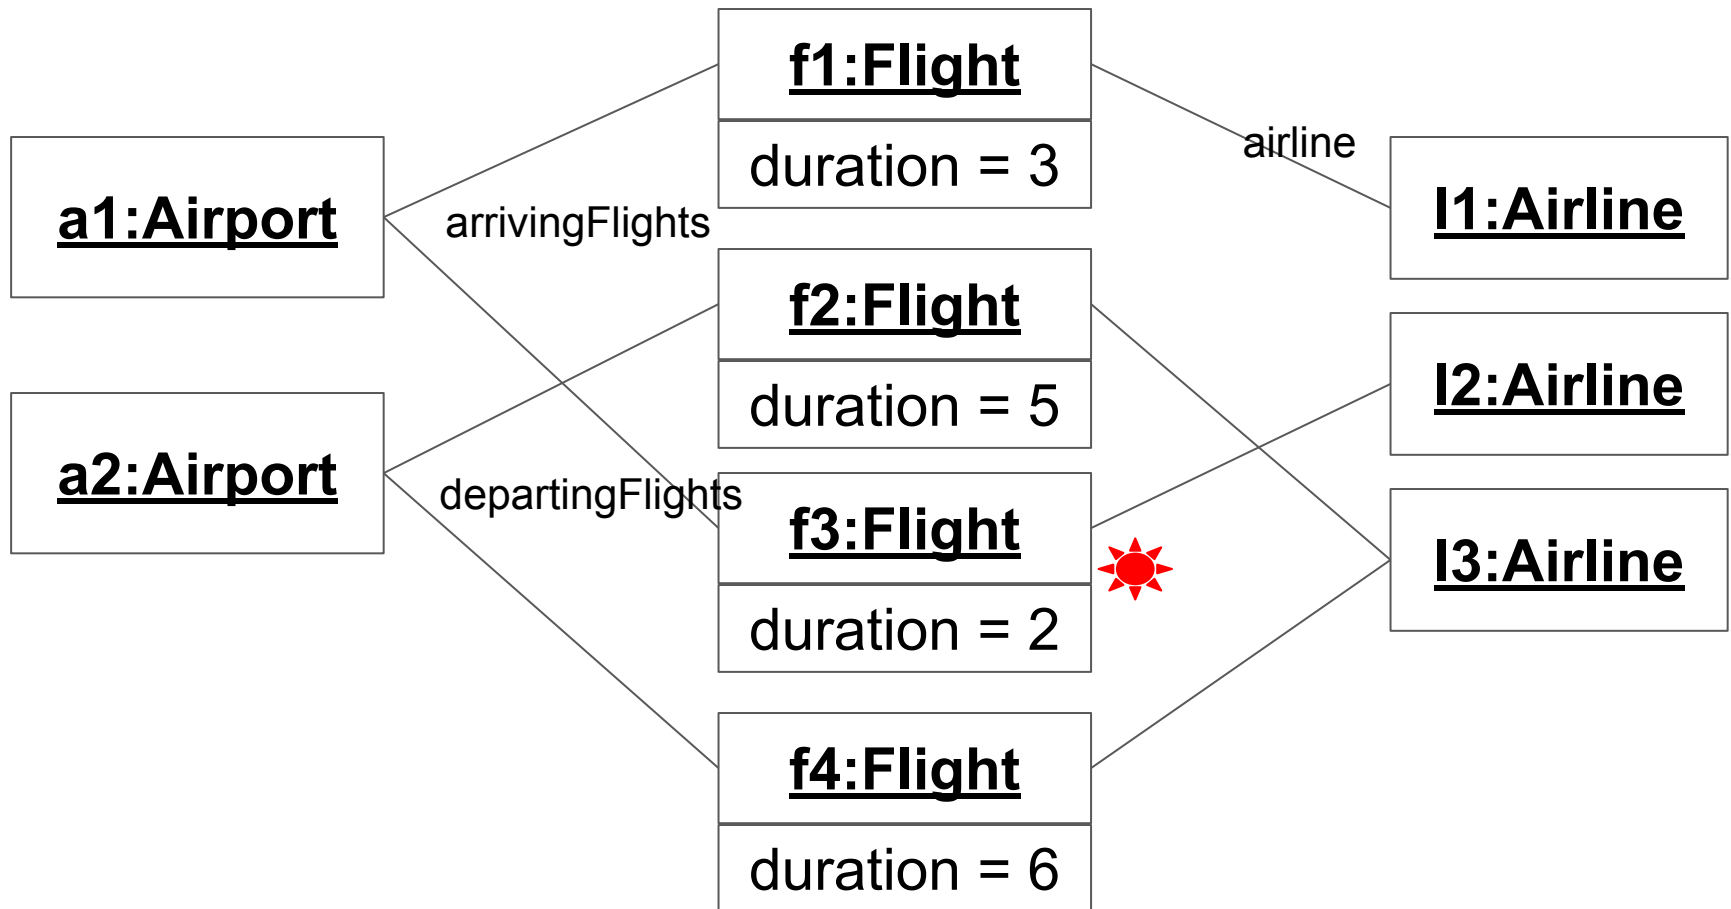 f1:Flight
duration = 3
airline
a1:Airport
arrivingFlights
l1:Airline
f2:Flight
duration = 5
l2:Airline
a2:Airport
departingFlights
f3:Flight
duration = 2
l3:Airline
f4:Flight
duration = 6